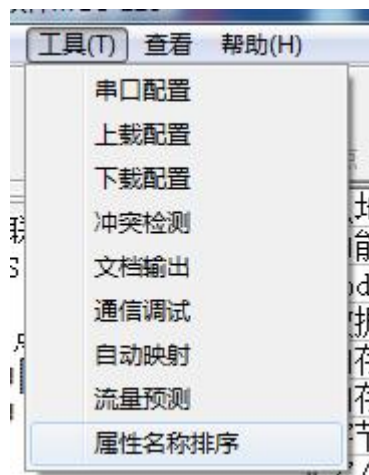 工具(T) 查看 帮助(H)
串口配置
上载配置
下载配置
冲突检测
文档输出
通信调试
自动映射
流量预测
属性名称排序